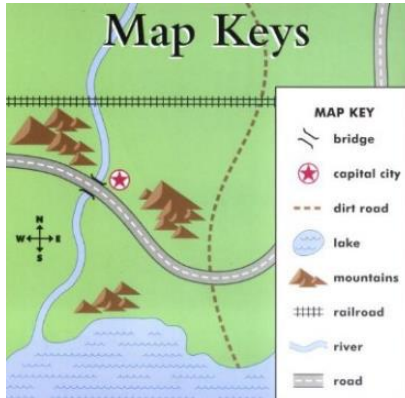 Map Keys
MAP KEY
bridge
capital city
dirt road
lake
mountains
railroad
river
road
N
W E
S